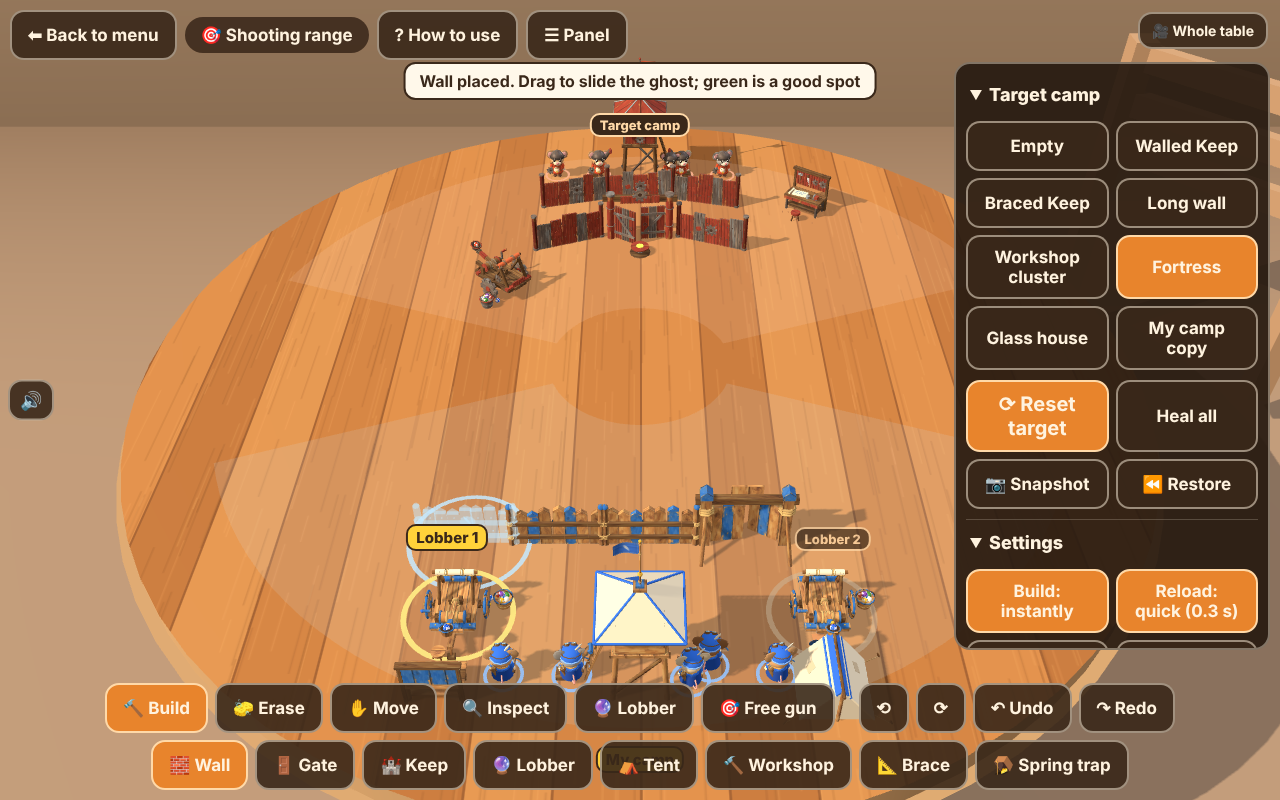 ⬅ Back to menu
🎯 Shooting range
? How to use
☰ Panel
🎥 Whole table
Wall placed. Drag to slide the ghost; green is a good spot
Target camp
▼ Target camp
Empty
Walled Keep
Braced Keep
Long wall
Workshop
cluster
Fortress
Glass house
My camp
copy
⟳ Reset
target
Heal all
📷 Snapshot
⏪ Restore
▼ Settings
Build:
instantly
Reload:
quick (0.3 s)
Lobber 1
Lobber 2
🔨 Build
🧽 Erase
✋ Move
🔍 Inspect
🔮 Lobber
🎯 Free gun
⟲
⟳
↶ Undo
↷ Redo
🧱 Wall
🚪 Gate
🏰 Keep
🔮 Lobber
⛺ Tent
🔨 Workshop
📐 Brace
🪤 Spring trap